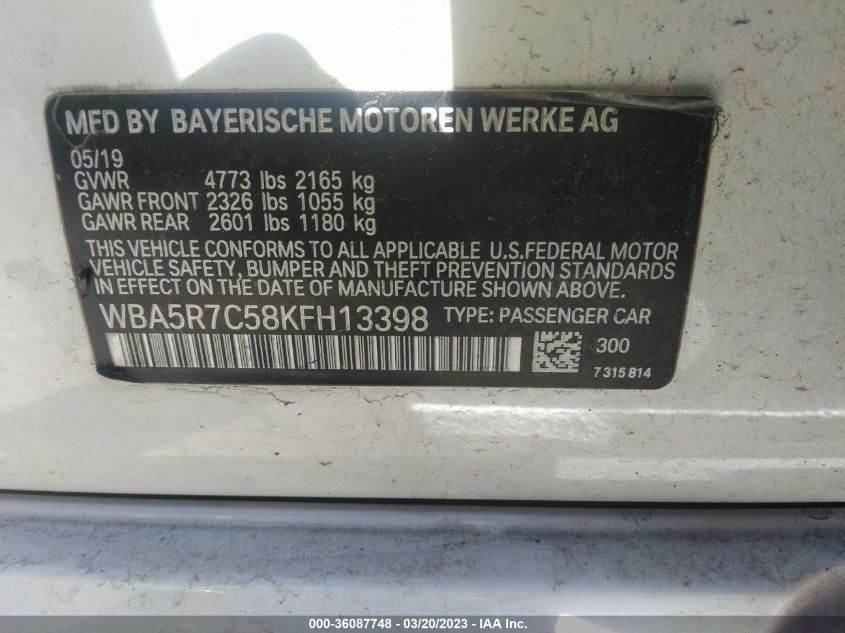 MFD BY BAYERISCHE MOTOREN WERKE AG
05/19
GVWR 4773 lbs 2165 kg
GAWR FRONT 2326 lbs 1055 kg
GAWR REAR 2601 lbs 1180 kg
THIS VEHICLE CONFORMS TO ALL APPLICABLE U.S.FEDERAL MOTOR
VEHICLE SAFETY, BUMPER AND THEFT PREVENTION STANDARDS
IN EFFECT ON THE DATE OF MANUFACTURE SHOWN ABOVE.
WBA5R7C58KFH13398 TYPE: PASSENGER CAR
300
7315814
000-36087748 - 03/20/2023 - IAA Inc.